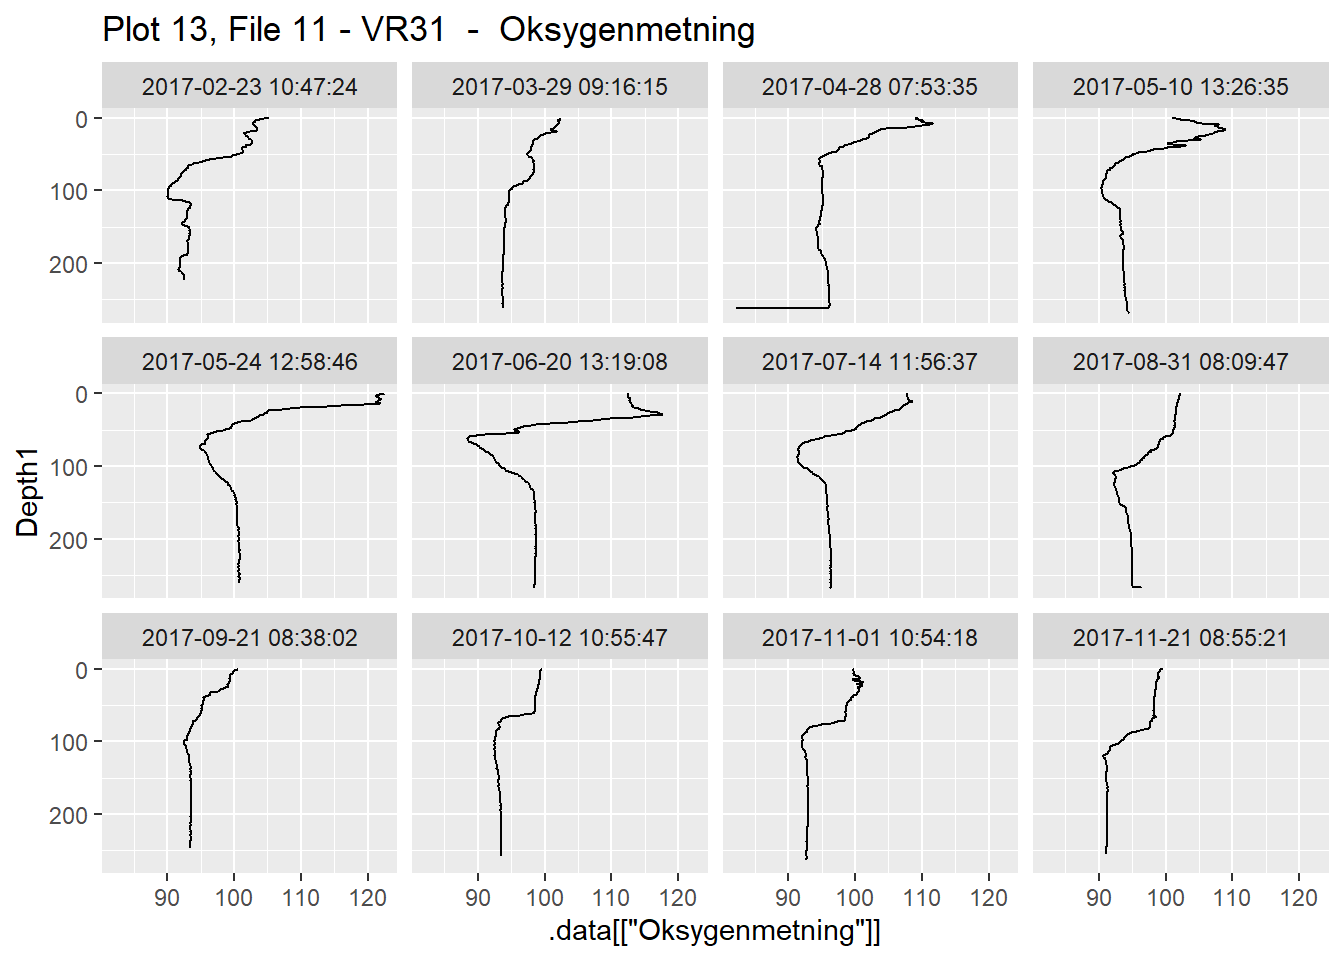 Plot 13, File 11 - VR31  -  Oksygenmetning
2017-02-23 10:47:24 2017-03-29 09:16:15 2017-04-28 07:53:35 2017-05-10 13:26:35
0
100
200
2017-05-24 12:58:46 2017-06-20 13:19:08 2017-07-14 11:56:37 2017-08-31 08:09:47
0
100
200
Depth1
2017-09-21 08:38:02 2017-10-12 10:55:47 2017-11-01 10:54:18 2017-11-21 08:55:21
0
100
200
90 100 110 120 90 100 110 120 90 100 110 120 90 100 110 120
.data[["Oksygenmetning"]]